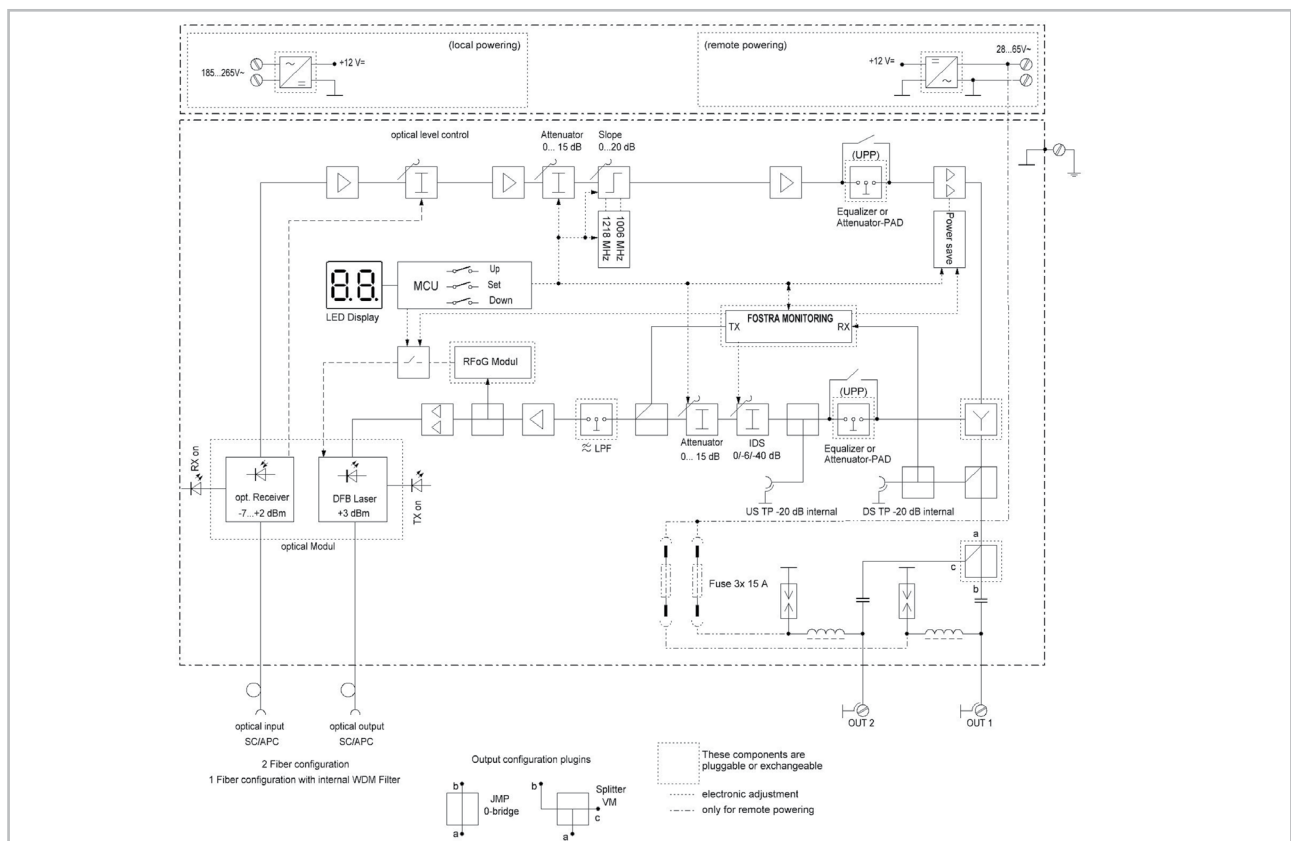 (local powering)
185...265V~
+12 V=
(remote powering)
+12 V=
28...65V~
optical level control
Attenuator
0... 15 dB
Slope
0...20 dB
(UPP)
Equalizer or
Attenuator-PAD
1218 MHz
1006 MHz
Power save
8.8.
LED Display
MCU
Up
Set
Down
FOSTRA MONITORING
TX
RX
RFoG Modul
≈ LPF
Attenuator
0... 15 dB
IDS
0/-6/-40 dB
(UPP)
Equalizer or
Attenuator-PAD
RX on
opt. Receiver
-7...+2 dBm
DFB Laser
+3 dBm
TX on
optical Modul
US TP -20 dB internal
DS TP -20 dB internal
a
c
b
Fuse 3x 15 A
OUT 2
OUT 1
optical input
SC/APC
optical output
SC/APC
2 Fiber configuration
1 Fiber configuration with internal WDM Filter
Output configuration plugins
b
JMP
0-bridge
a
b
Splitter
VM
c
a
These components are
pluggable or exchangeable
electronic adjustment
only for remote powering